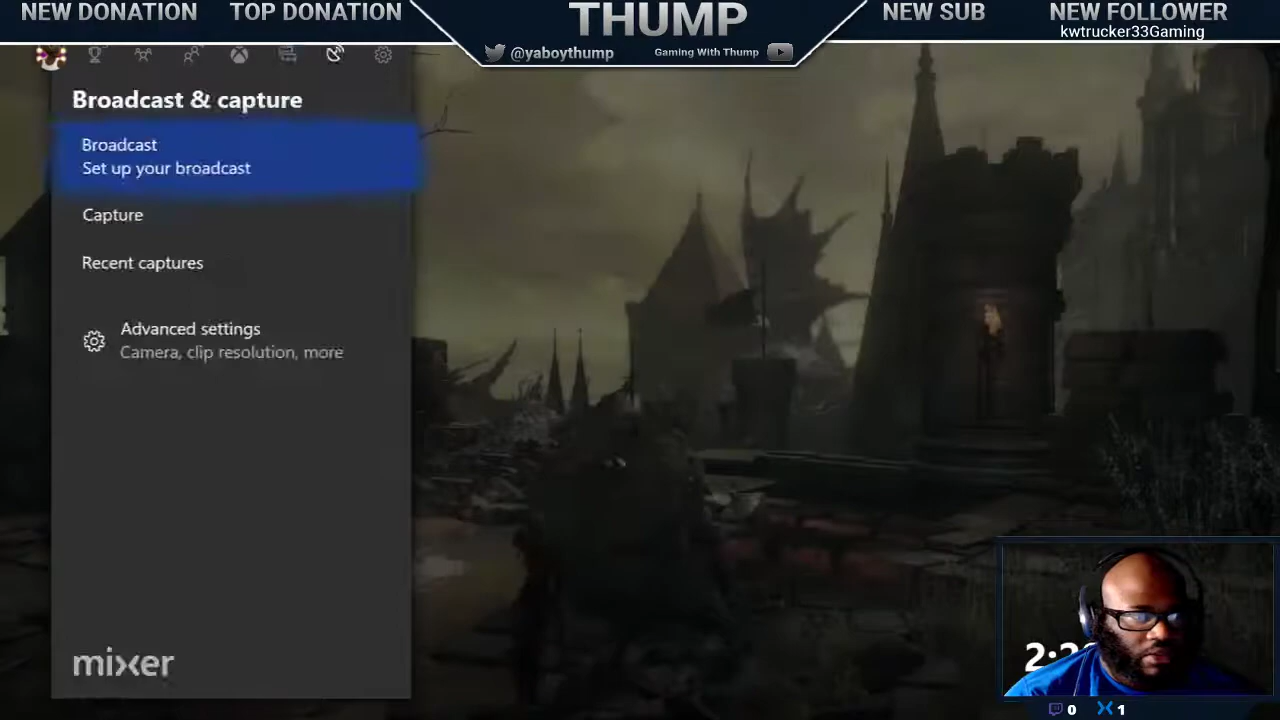 NEW DONATION
TOP DONATION
THUMP
NEW SUB
NEW FOLLOWER
kwtrucker33Gaming
@yaboythump
Gaming With Thump
Broadcast & capture
Broadcast
Set up your broadcast
Capture
Recent captures
Advanced settings
Camera, clip resolution, more
mixer
0
1